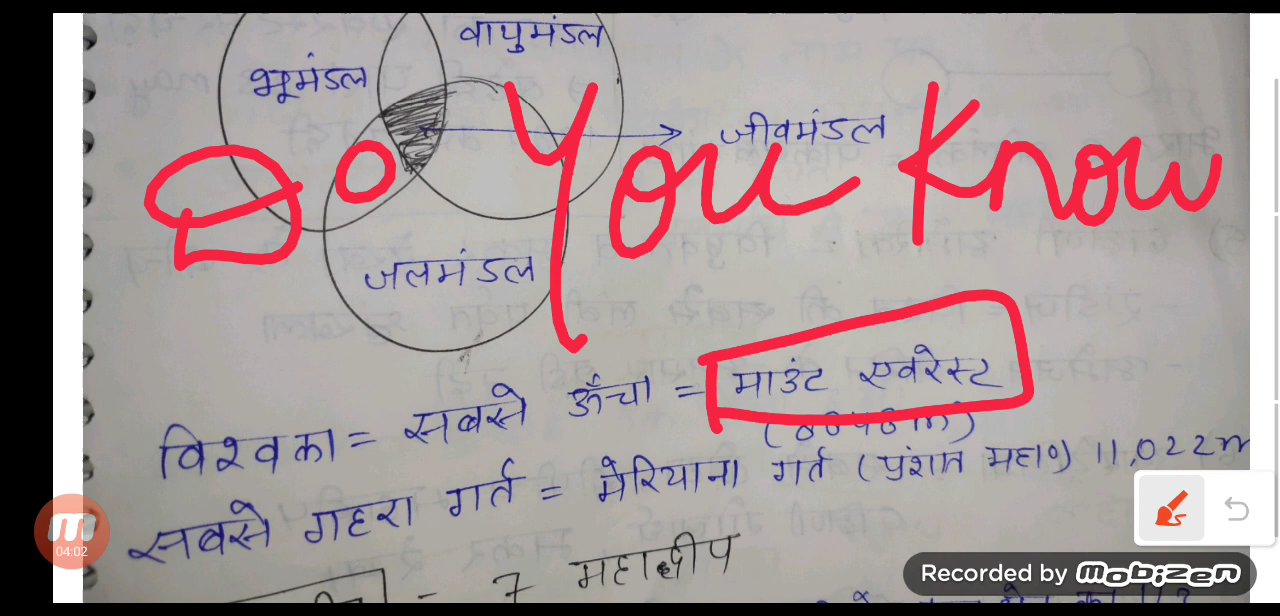 वायुमंडल
भूमंडल
जीवमंडल
Do You Know
जलमंडल
विश्व का = सबसे ऊँचा = माउंट एवरेस्ट
सबसे गहरा गर्त = मेरियाना गर्त (प्रंशात महा०) 11,022m
- 7 महाद्वीप
04:02
Recorded by mobizen